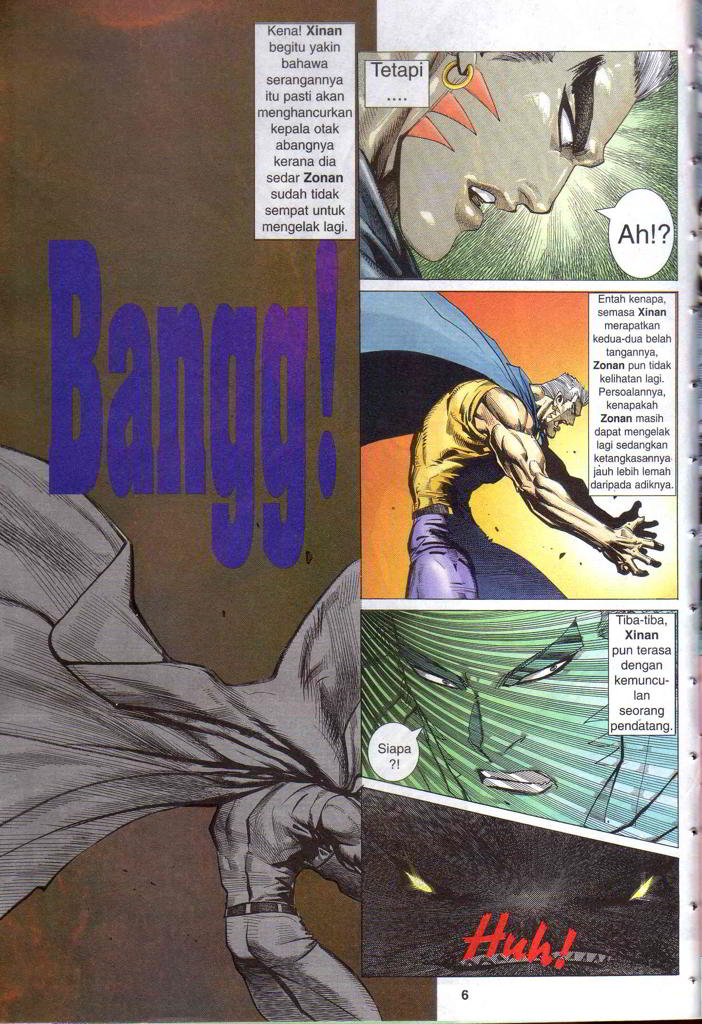 Kena! Xinan
begitu yakin
bahawa
serangannya
itu pasti akan
menghancurkan
kepala otak
abangnya
kerana dia
sedar Zonan
sudah tidak
sempat untuk
mengelak lagi.
Bangg!
Tetapi
....
Ah!?
Entah kenapa,
semasa Xinan
merapatkan
kedua-dua belah
tangannya,
Zonan pun tidak
kelihatan lagi.
Persoalannya,
kenapakah
Zonan masih
dapat mengelak
lagi sedangkan
ketangkasannya
jauh lebih lemah
daripada adiknya.
Tiba-tiba,
Xinan
pun terasa
dengan
kemuncu-
lan
seorang
pendatang.
Siapa
?!
Huh!
6